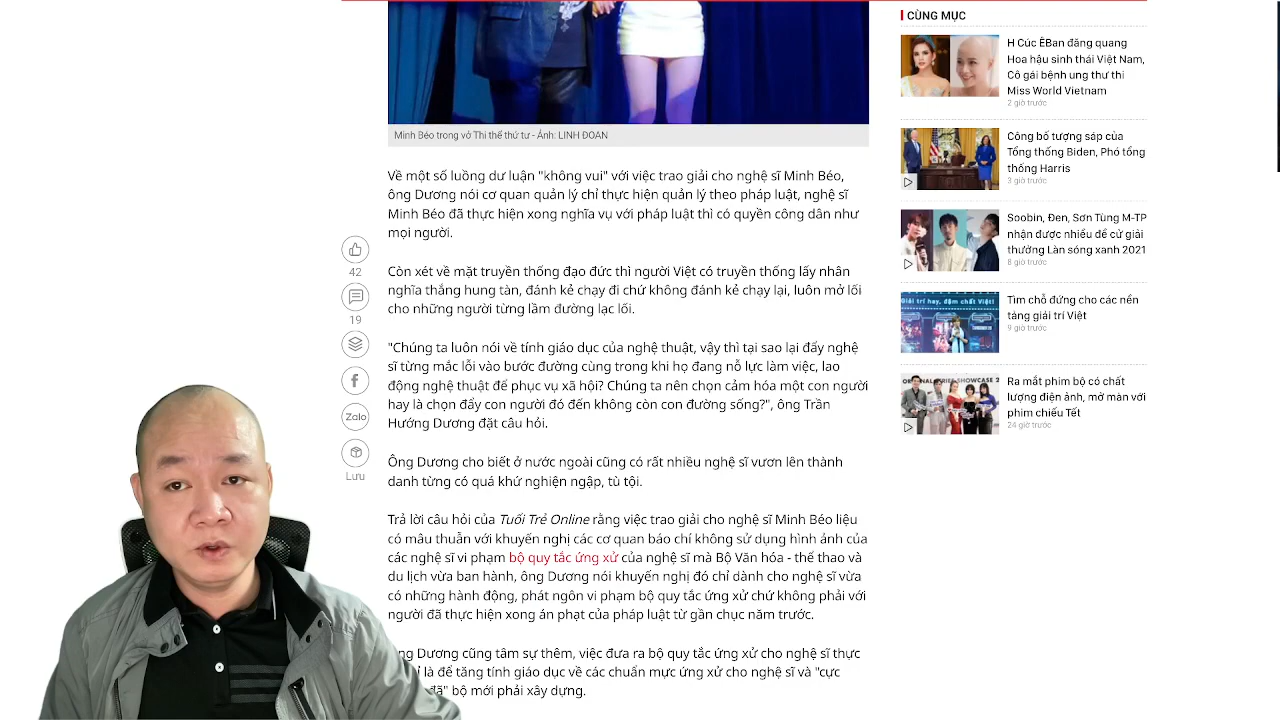 Minh Béo trong vở Thi thể thứ tư - Ảnh: LINH ĐOAN
Về một số luồng dư luận "không vui" với việc trao giải cho nghệ sĩ Minh Béo,
ông Dương nói cơ quan quản lý chỉ thực hiện quản lý theo pháp luật, nghệ sĩ
Minh Béo đã thực hiện xong nghĩa vụ với pháp luật thì có quyền công dân như
mọi người.
Còn xét về mặt truyền thống đạo đức thì người Việt có truyền thống lấy nhân
nghĩa thắng hung tàn, đánh kẻ chạy đi chứ không đánh kẻ chạy lại, luôn mở lối
cho những người từng lầm đường lạc lối.
"Chúng ta luôn nói về tính giáo dục của nghệ thuật, vậy thì tại sao lại đẩy nghệ
sĩ từng mắc lỗi vào bước đường cùng trong khi họ đang nỗ lực làm việc, lao
động nghệ thuật để phục vụ xã hội? Chúng ta nên chọn cảm hóa một con người
hay là chọn đẩy con người đó đến không còn con đường sống?", ông Trần
Hướng Dương đặt câu hỏi.
Ông Dương cho biết ở nước ngoài cũng có rất nhiều nghệ sĩ vươn lên thành
danh từng có quá khứ nghiện ngập, tù tội.
Trả lời câu hỏi của Tuổi Trẻ Online rằng việc trao giải cho nghệ sĩ Minh Béo liệu
có mâu thuẫn với khuyến nghị các cơ quan báo chí không sử dụng hình ảnh của
các nghệ sĩ vi phạm bộ quy tắc ứng xử của nghệ sĩ mà Bộ Văn hóa - thể thao và
du lịch vừa ban hành, ông Dương nói khuyến nghị đó chỉ dành cho nghệ sĩ vừa
có những hành động, phát ngôn vi phạm bộ quy tắc ứng xử chứ không phải với
người đã thực hiện xong án phạt của pháp luật từ gần chục năm trước.
ng Dương cũng tâm sự thêm, việc đưa ra bộ quy tắc ứng xử cho nghệ sĩ thực
là để tăng tính giáo dục về các chuẩn mực ứng xử cho nghệ sĩ và "cực
đã" bộ mới phải xây dựng.
42
19
Zalo
Lưu
CÙNG MỤC
H Cúc ÊBan đăng quang
Hoa hậu sinh thái Việt Nam,
Cô gái bệnh ung thư thi
Miss World Vietnam
2 giờ trước
Công bố tượng sáp của
Tổng thống Biden, Phó tổng
thống Harris
3 giờ trước
Soobin, Đen, Sơn Tùng M-TP
nhận được nhiều đề cử giải
thưởng Làn sóng xanh 2021
8 giờ trước
Giải trí hay, đậm chất Việt!
Tìm chỗ đứng cho các nền
tảng giải trí Việt
9 giờ trước
Ra mắt phim bộ có chất
lượng điện ảnh, mở màn với
phim chiếu Tết
24 giờ trước